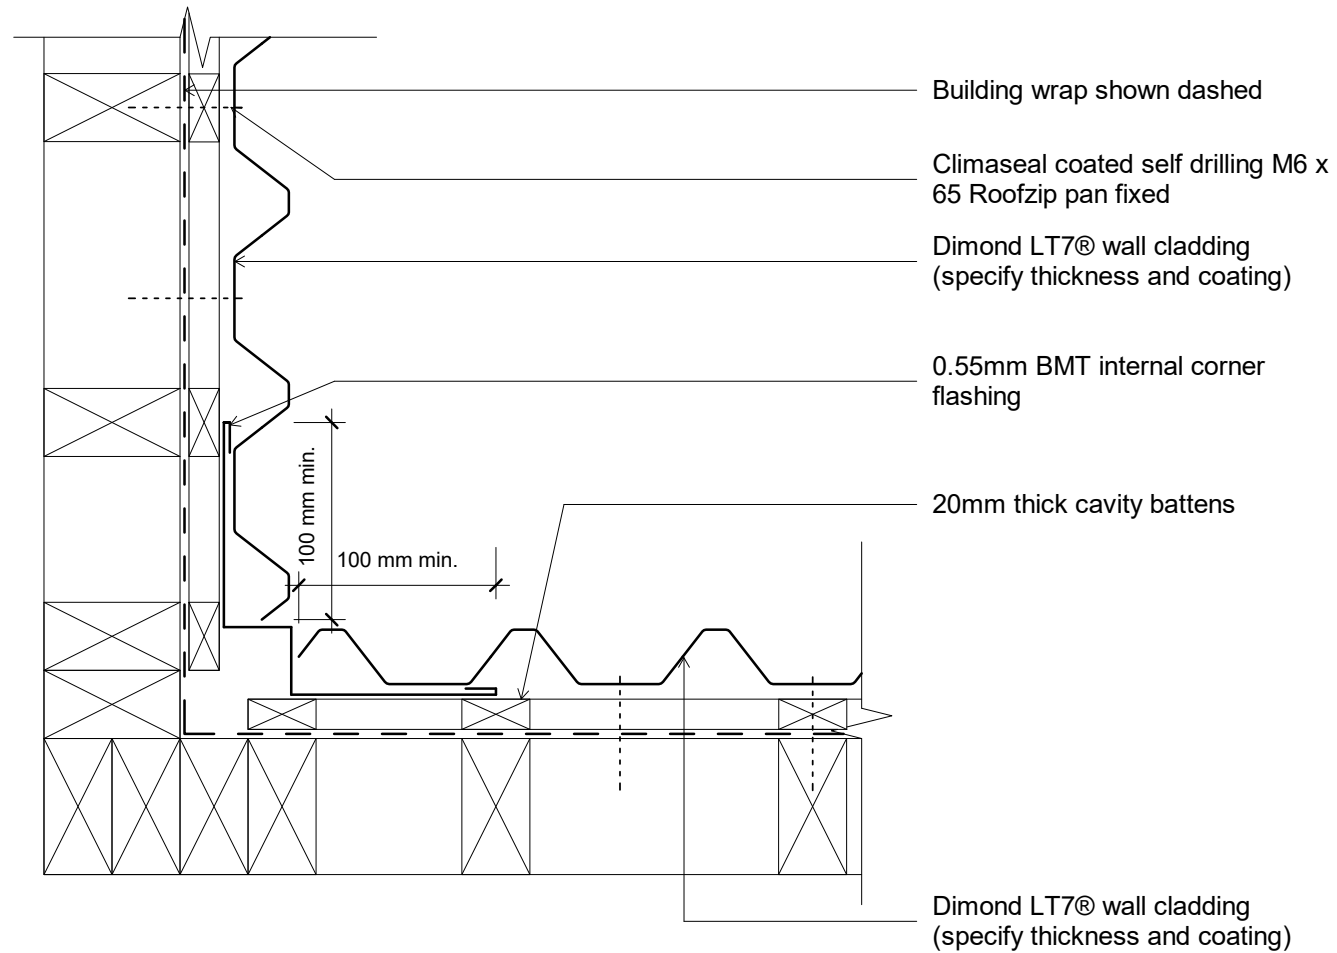 Building wrap shown dashed
Climaseal coated self drilling M6 x
65 Roofzip pan fixed
Dimond LT7® wall cladding
(specify thickness and coating)
0.55mm BMT internal corner
flashing
100 mm min.
100 mm min.
20mm thick cavity battens
Dimond LT7® wall cladding
(specify thickness and coating)